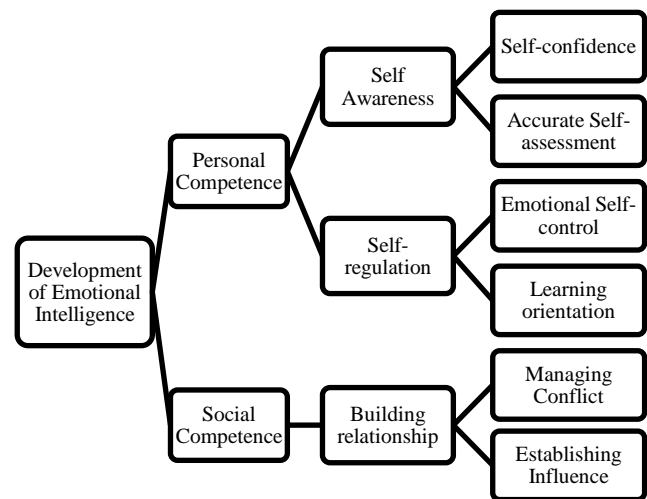 Development
of Emotional
Intelligence
Personal
Competence
Self
Awareness
Self-confidence
Accurate Self-
assessment
Self-
regulation
Emotional Self-
control
Learning
orientation
Social
Competence
Building
relationship
Managing
Conflict
Establishing
Influence